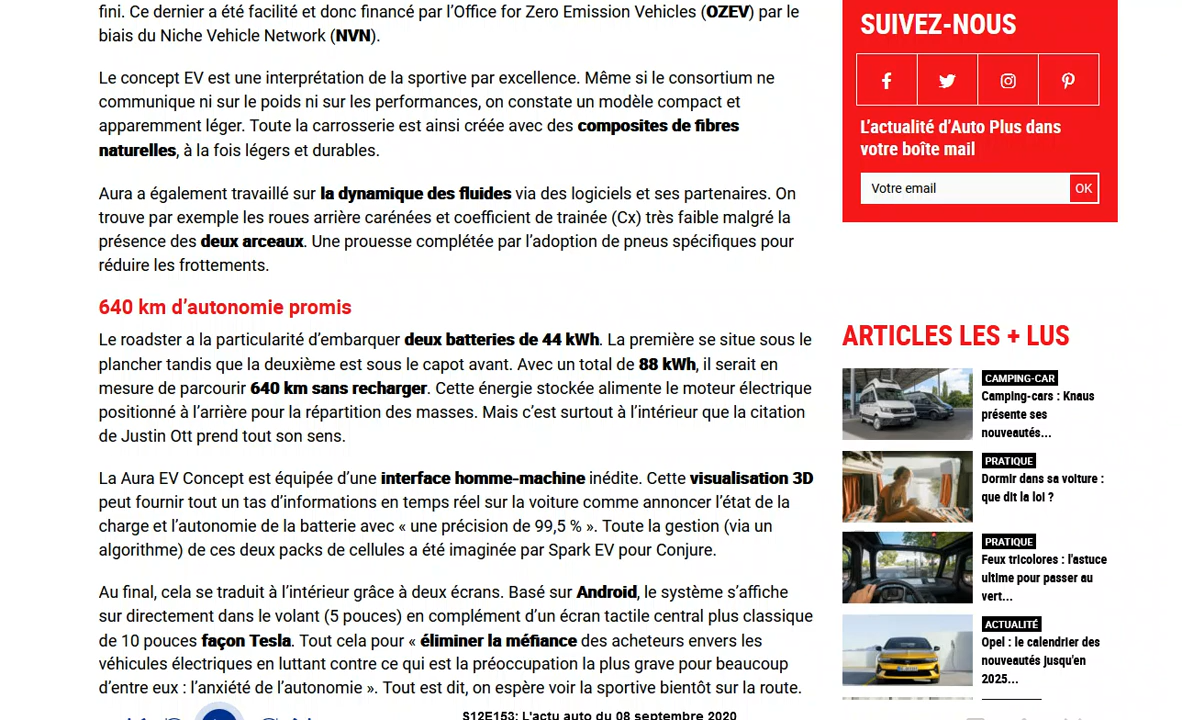 fini. Ce dernier a été facilité et donc financé par l’Office for Zero Emission Vehicles (OZEV) par le
biais du Niche Vehicle Network (NVN).
Le concept EV est une interprétation de la sportive par excellence. Même si le consortium ne
communique ni sur le poids ni sur les performances, on constate un modèle compact et
apparemment léger. Toute la carrosserie est ainsi créée avec des composites de fibres
naturelles, à la fois légers et durables.
Aura a également travaillé sur la dynamique des fluides via des logiciels et ses partenaires. On
trouve par exemple les roues arrière carénées et coefficient de trainée (Cx) très faible malgré la
présence des deux arceaux. Une prouesse complétée par l’adoption de pneus spécifiques pour
réduire les frottements.
640 km d’autonomie promis
Le roadster a la particularité d’embarquer deux batteries de 44 kWh. La première se situe sous le
plancher tandis que la deuxième est sous le capot avant. Avec un total de 88 kWh, il serait en
mesure de parcourir 640 km sans recharger. Cette énergie stockée alimente le moteur électrique
positionné à l’arrière pour la répartition des masses. Mais c’est surtout à l’intérieur que la citation
de Justin Ott prend tout son sens.
La Aura EV Concept est équipée d’une interface homme-machine inédite. Cette visualisation 3D
peut fournir tout un tas d’informations en temps réel sur la voiture comme annoncer l’état de la
charge et l’autonomie de la batterie avec « une précision de 99,5 % ». Toute la gestion (via un
algorithme) de ces deux packs de cellules a été imaginée par Spark EV pour Conjure.
Au final, cela se traduit à l’intérieur grâce à deux écrans. Basé sur Android, le système s’affiche
sur directement dans le volant (5 pouces) en complément d’un écran tactile central plus classique
de 10 pouces façon Tesla. Tout cela pour « éliminer la méfiance des acheteurs envers les
véhicules électriques en luttant contre ce qui est la préoccupation la plus grave pour beaucoup
d’entre eux : l’anxiété de l’autonomie ». Tout est dit, on espère voir la sportive bientôt sur la route.
S12E153: L'actu auto du 08 septembre 2020
SUIVEZ-NOUS
L’actualité d’Auto Plus dans
votre boîte mail
Votre email OK
ARTICLES LES + LUS
CAMPING-CAR
Camping-cars : Knaus
présente ses
nouveautés...
PRATIQUE
Dormir dans sa voiture :
que dit la loi ?
PRATIQUE
Feux tricolores : l'astuce
ultime pour passer au
vert...
ACTUALITÉ
Opel : le calendrier des
nouveautés jusqu'en
2025...